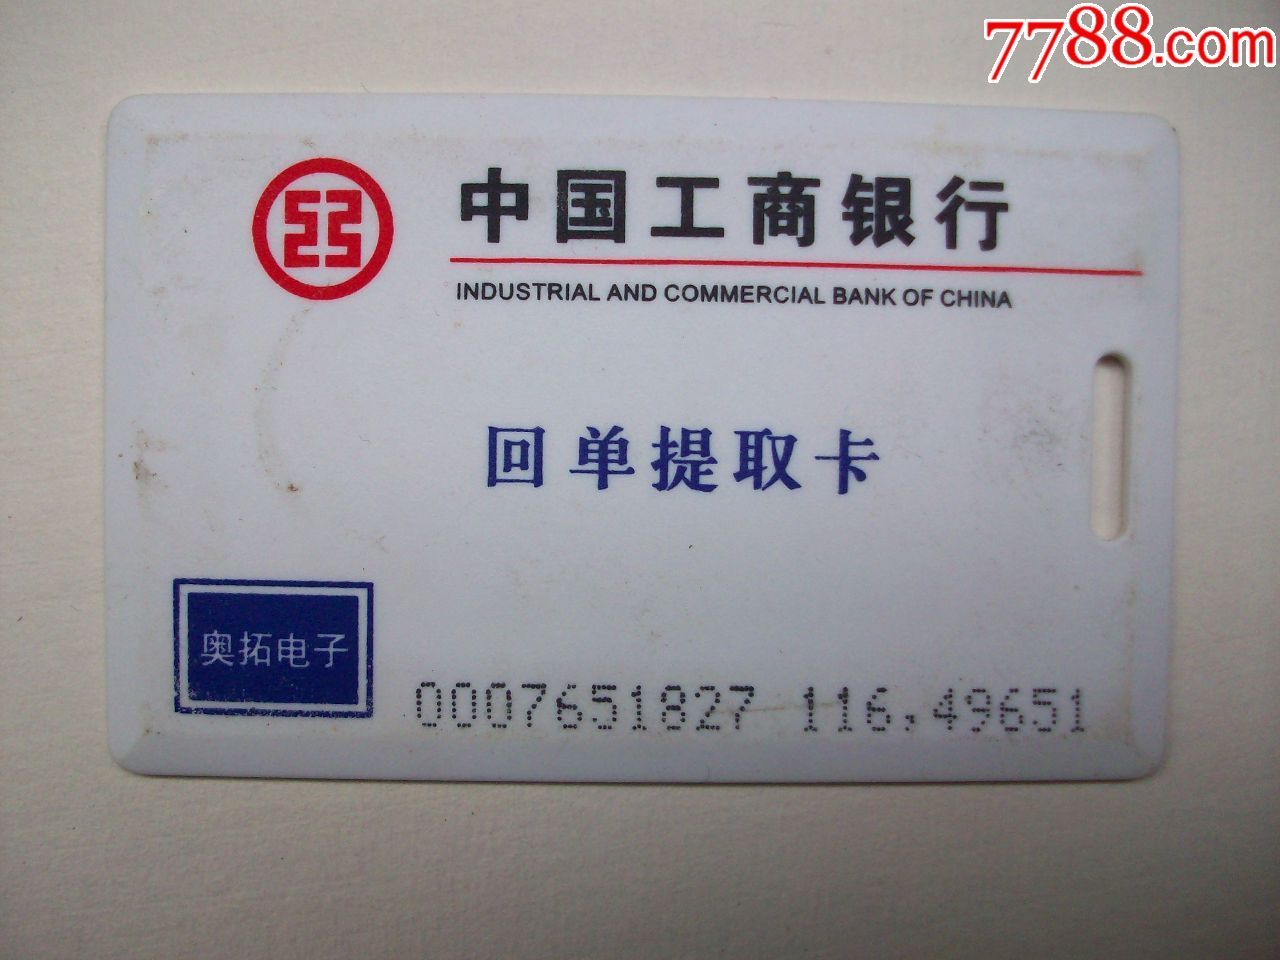 7788.com
中国工商银行
INDUSTRIAL AND COMMERCIAL BANK OF CHINA
回单提取卡
奥拓电子
0007651827 116,49651